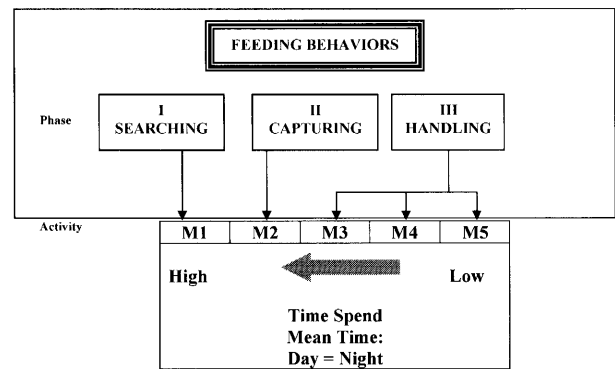 FEEDING BEHAVIORS
I
SEARCHING
II
CAPTURING
III
HANDLING
Phase
Activity
M1 M2 M3 M4 M5
High Low
Time Spend
Mean Time:
Day = Night